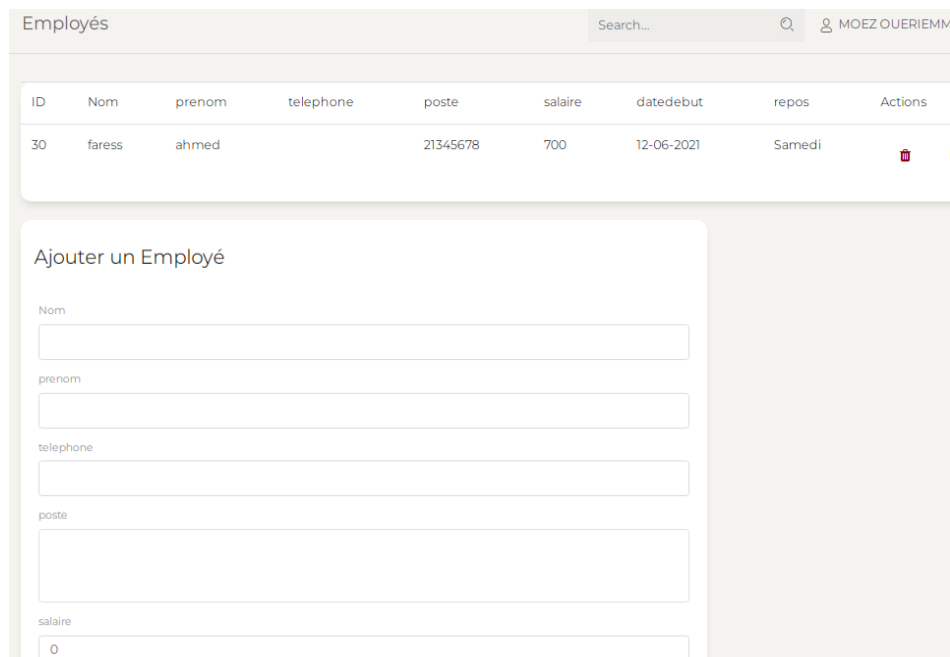 Employés
Search...
MOEZ OUERIEMM
ID Nom prenom telephone poste salaire datedebut repos Actions
30 faress ahmed 21345678 700 12-06-2021 Samedi
Ajouter un Employé
Nom
prenom
telephone
poste
salaire
0